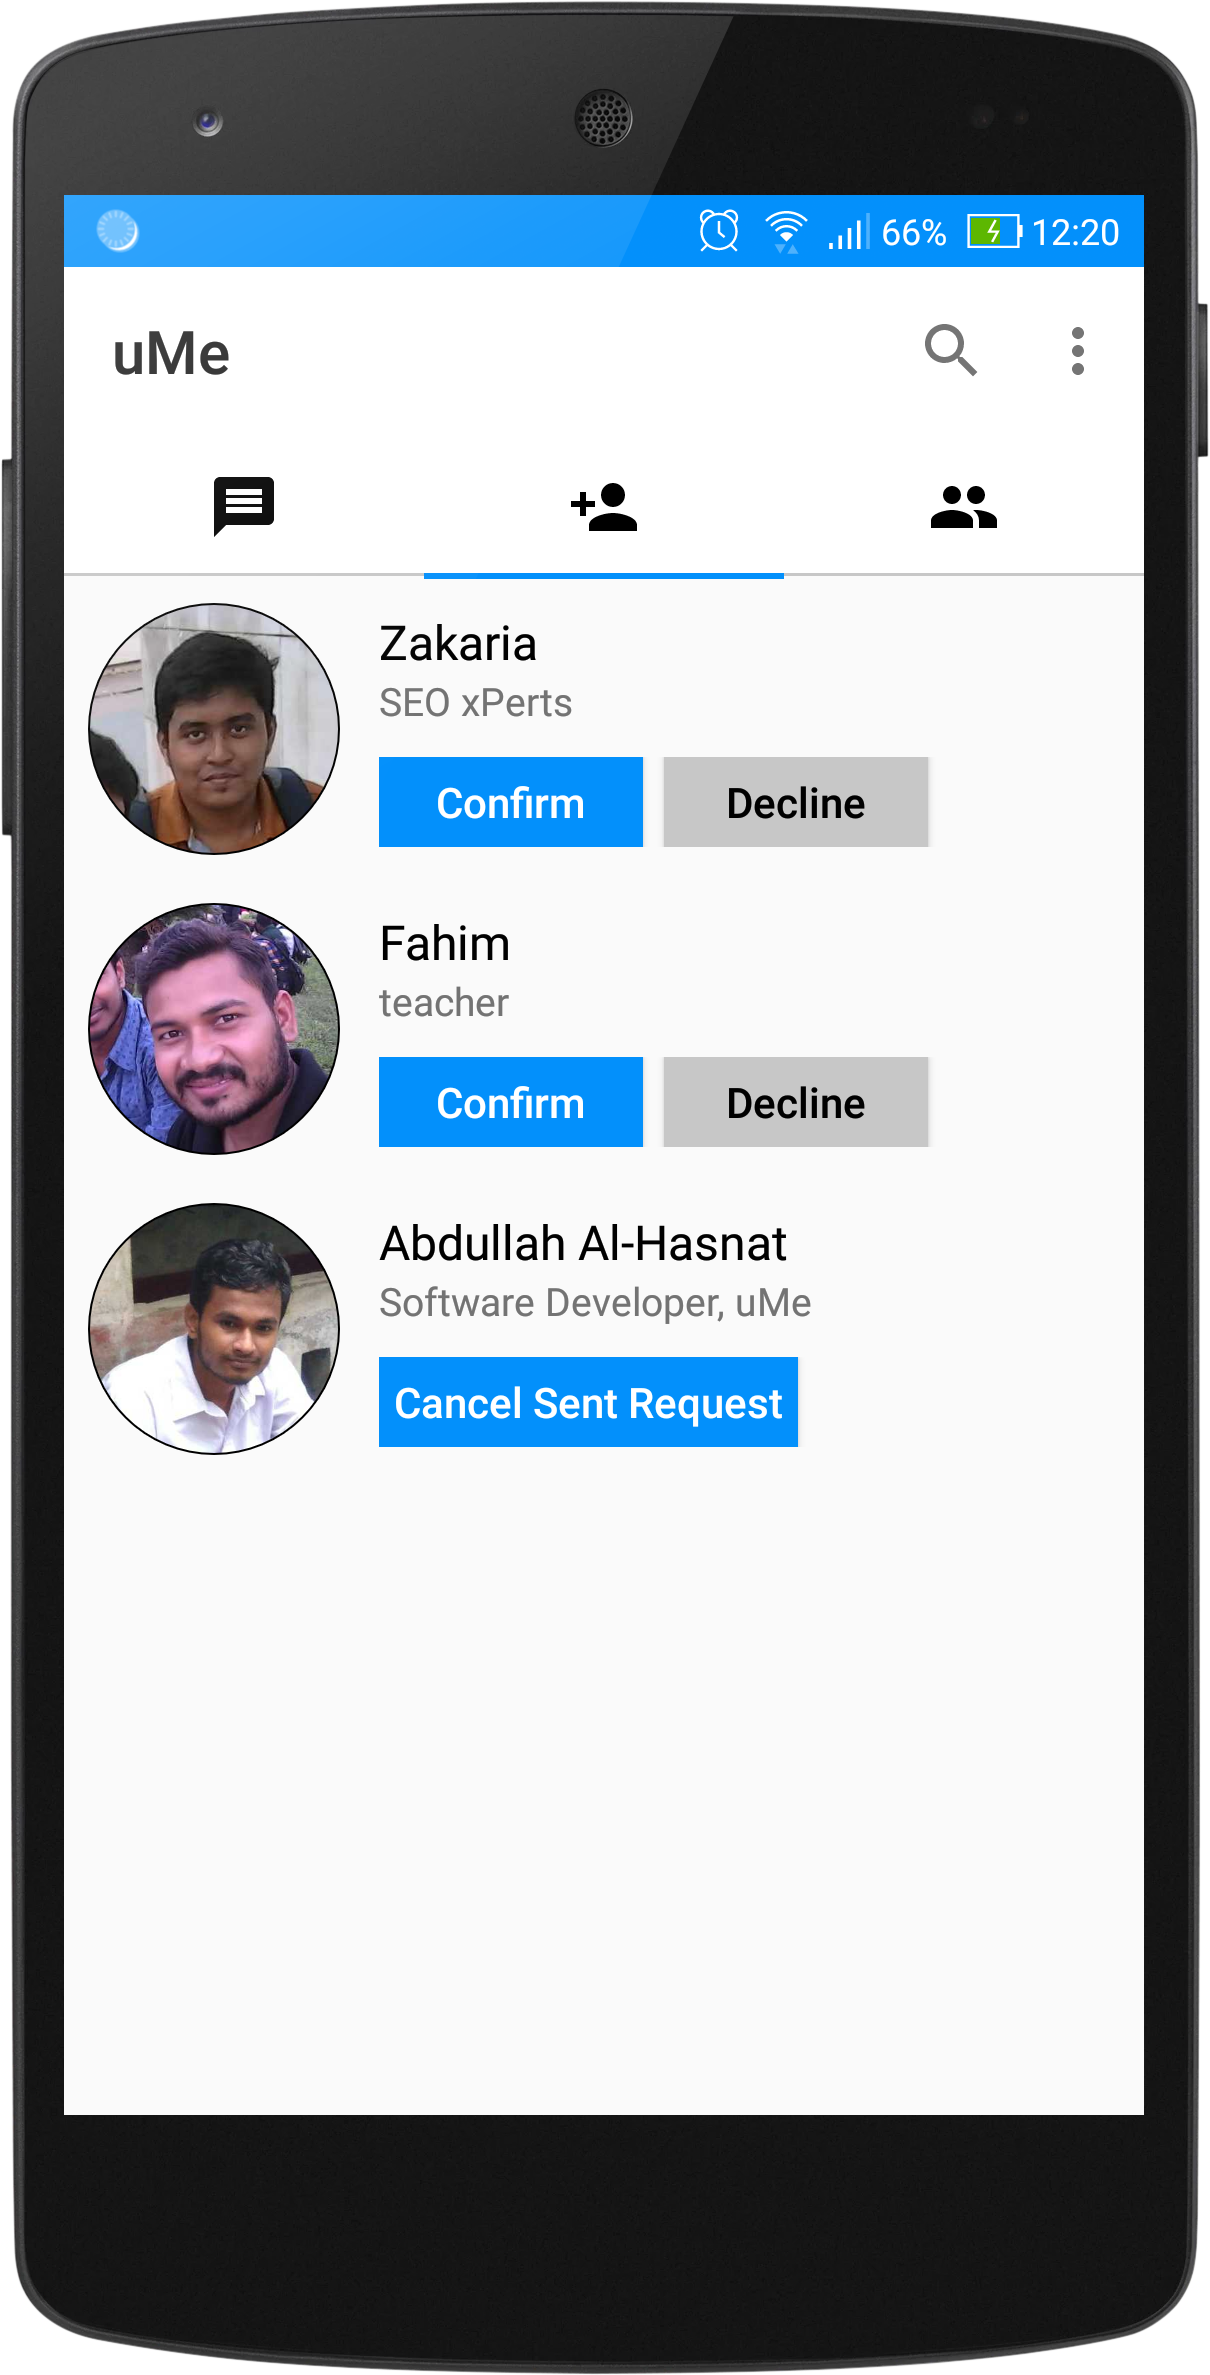 66% 12:20
uMe
Zakaria
SEO xPerts
Confirm Decline
Fahim
teacher
Confirm Decline
Abdullah Al-Hasnat
Software Developer, uMe
Cancel Sent Request